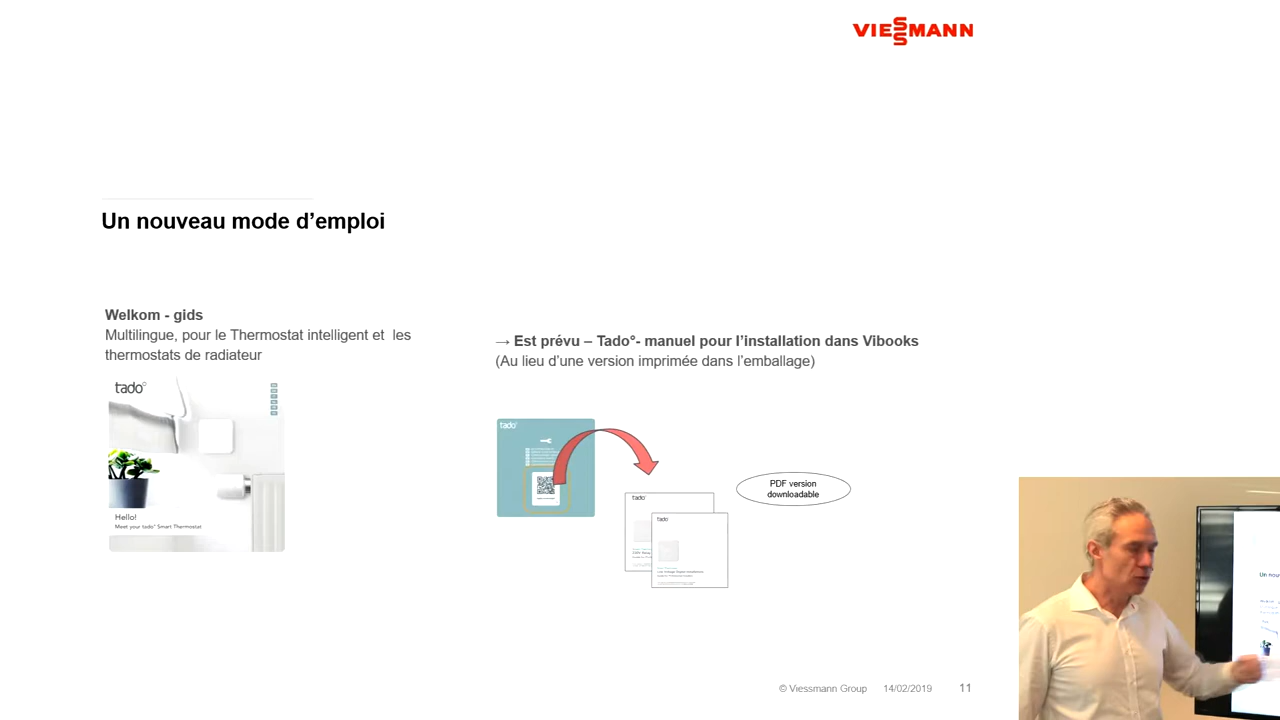 VIESSMANN
Un nouveau mode d’emploi
Welkom - gids
Multilingue, pour le Thermostat intelligent et les
thermostats de radiateur
→ Est prévu – Tado°- manuel pour l’installation dans Vibooks
(Au lieu d’une version imprimée dans l’emballage)
tado°
Hello!
Meet your tado° Smart Thermostat
tado°
tado°
tado°
PDF version
downloadable
© Viessmann Group 14/02/2019 11